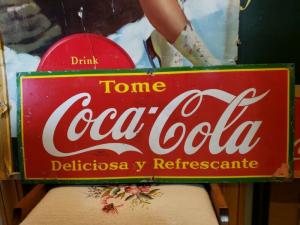 Drink
Tome
Coca-Cola
Deliciosa y Refrescante